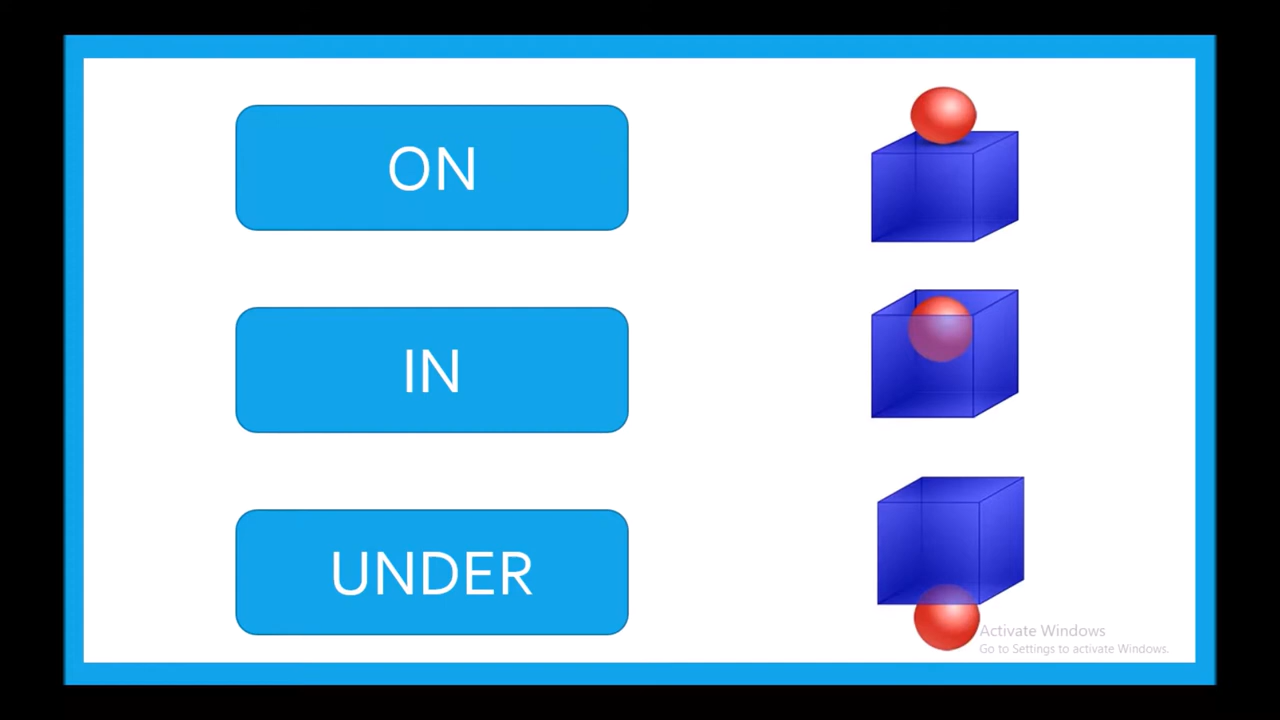 ON
IN
UNDER
Activate Windows
Go to Settings to activate Windows.